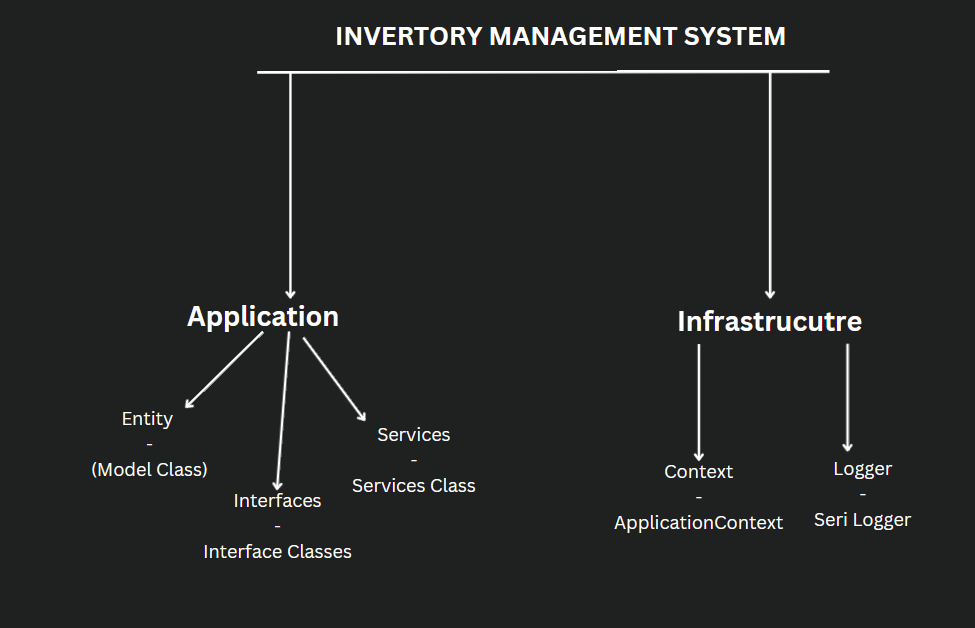 INVERTORY MANAGEMENT SYSTEM
Application
Entity
-
(Model Class)
Interfaces
-
Interface Classes
Services
-
Services Class
Infrastrucutre
Context
-
ApplicationContext
Logger
-
Seri Logger